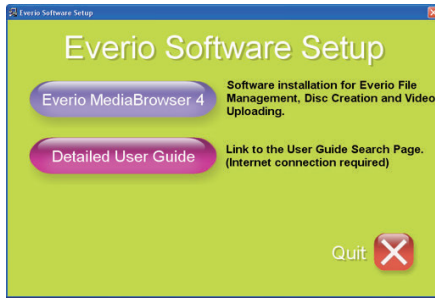 Everio Software Setup
Everio Software Setup
Everio MediaBrowser 4
Software installation for Everio File
Management, Disc Creation and Video
Uploading.
Detailed User Guide
Link to the User Guide Search Page.
(Internet connection required)
Quit